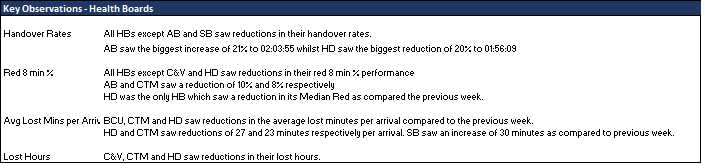 Key Observations - Health Boards
Handover Rates All HBs except AB and SB saw reductions in their handover rates.
AB saw the biggest increase of 21% to 02:03:55 whilst HD saw the biggest reduction of 20% to 01:56:09
Red 8 min % All HBs except C&V and HD saw reductions in their red 8 min % performance
AB and CTM saw a reduction of 10% and 8% respectively
HD was the only HB which saw a reduction in its Median Red as compared the previous week.
Avg Lost Mins per Arriv BCU, CTM and HD saw reductions in the average lost minutes per arrival compared to the previous week.
HD and CTM saw reductions of 27 and 23 minutes respectively per arrival. SB saw an increase of 30 minutes as compared to previous week.
Lost Hours C&V, CTM and HD saw reductions in their lost hours.